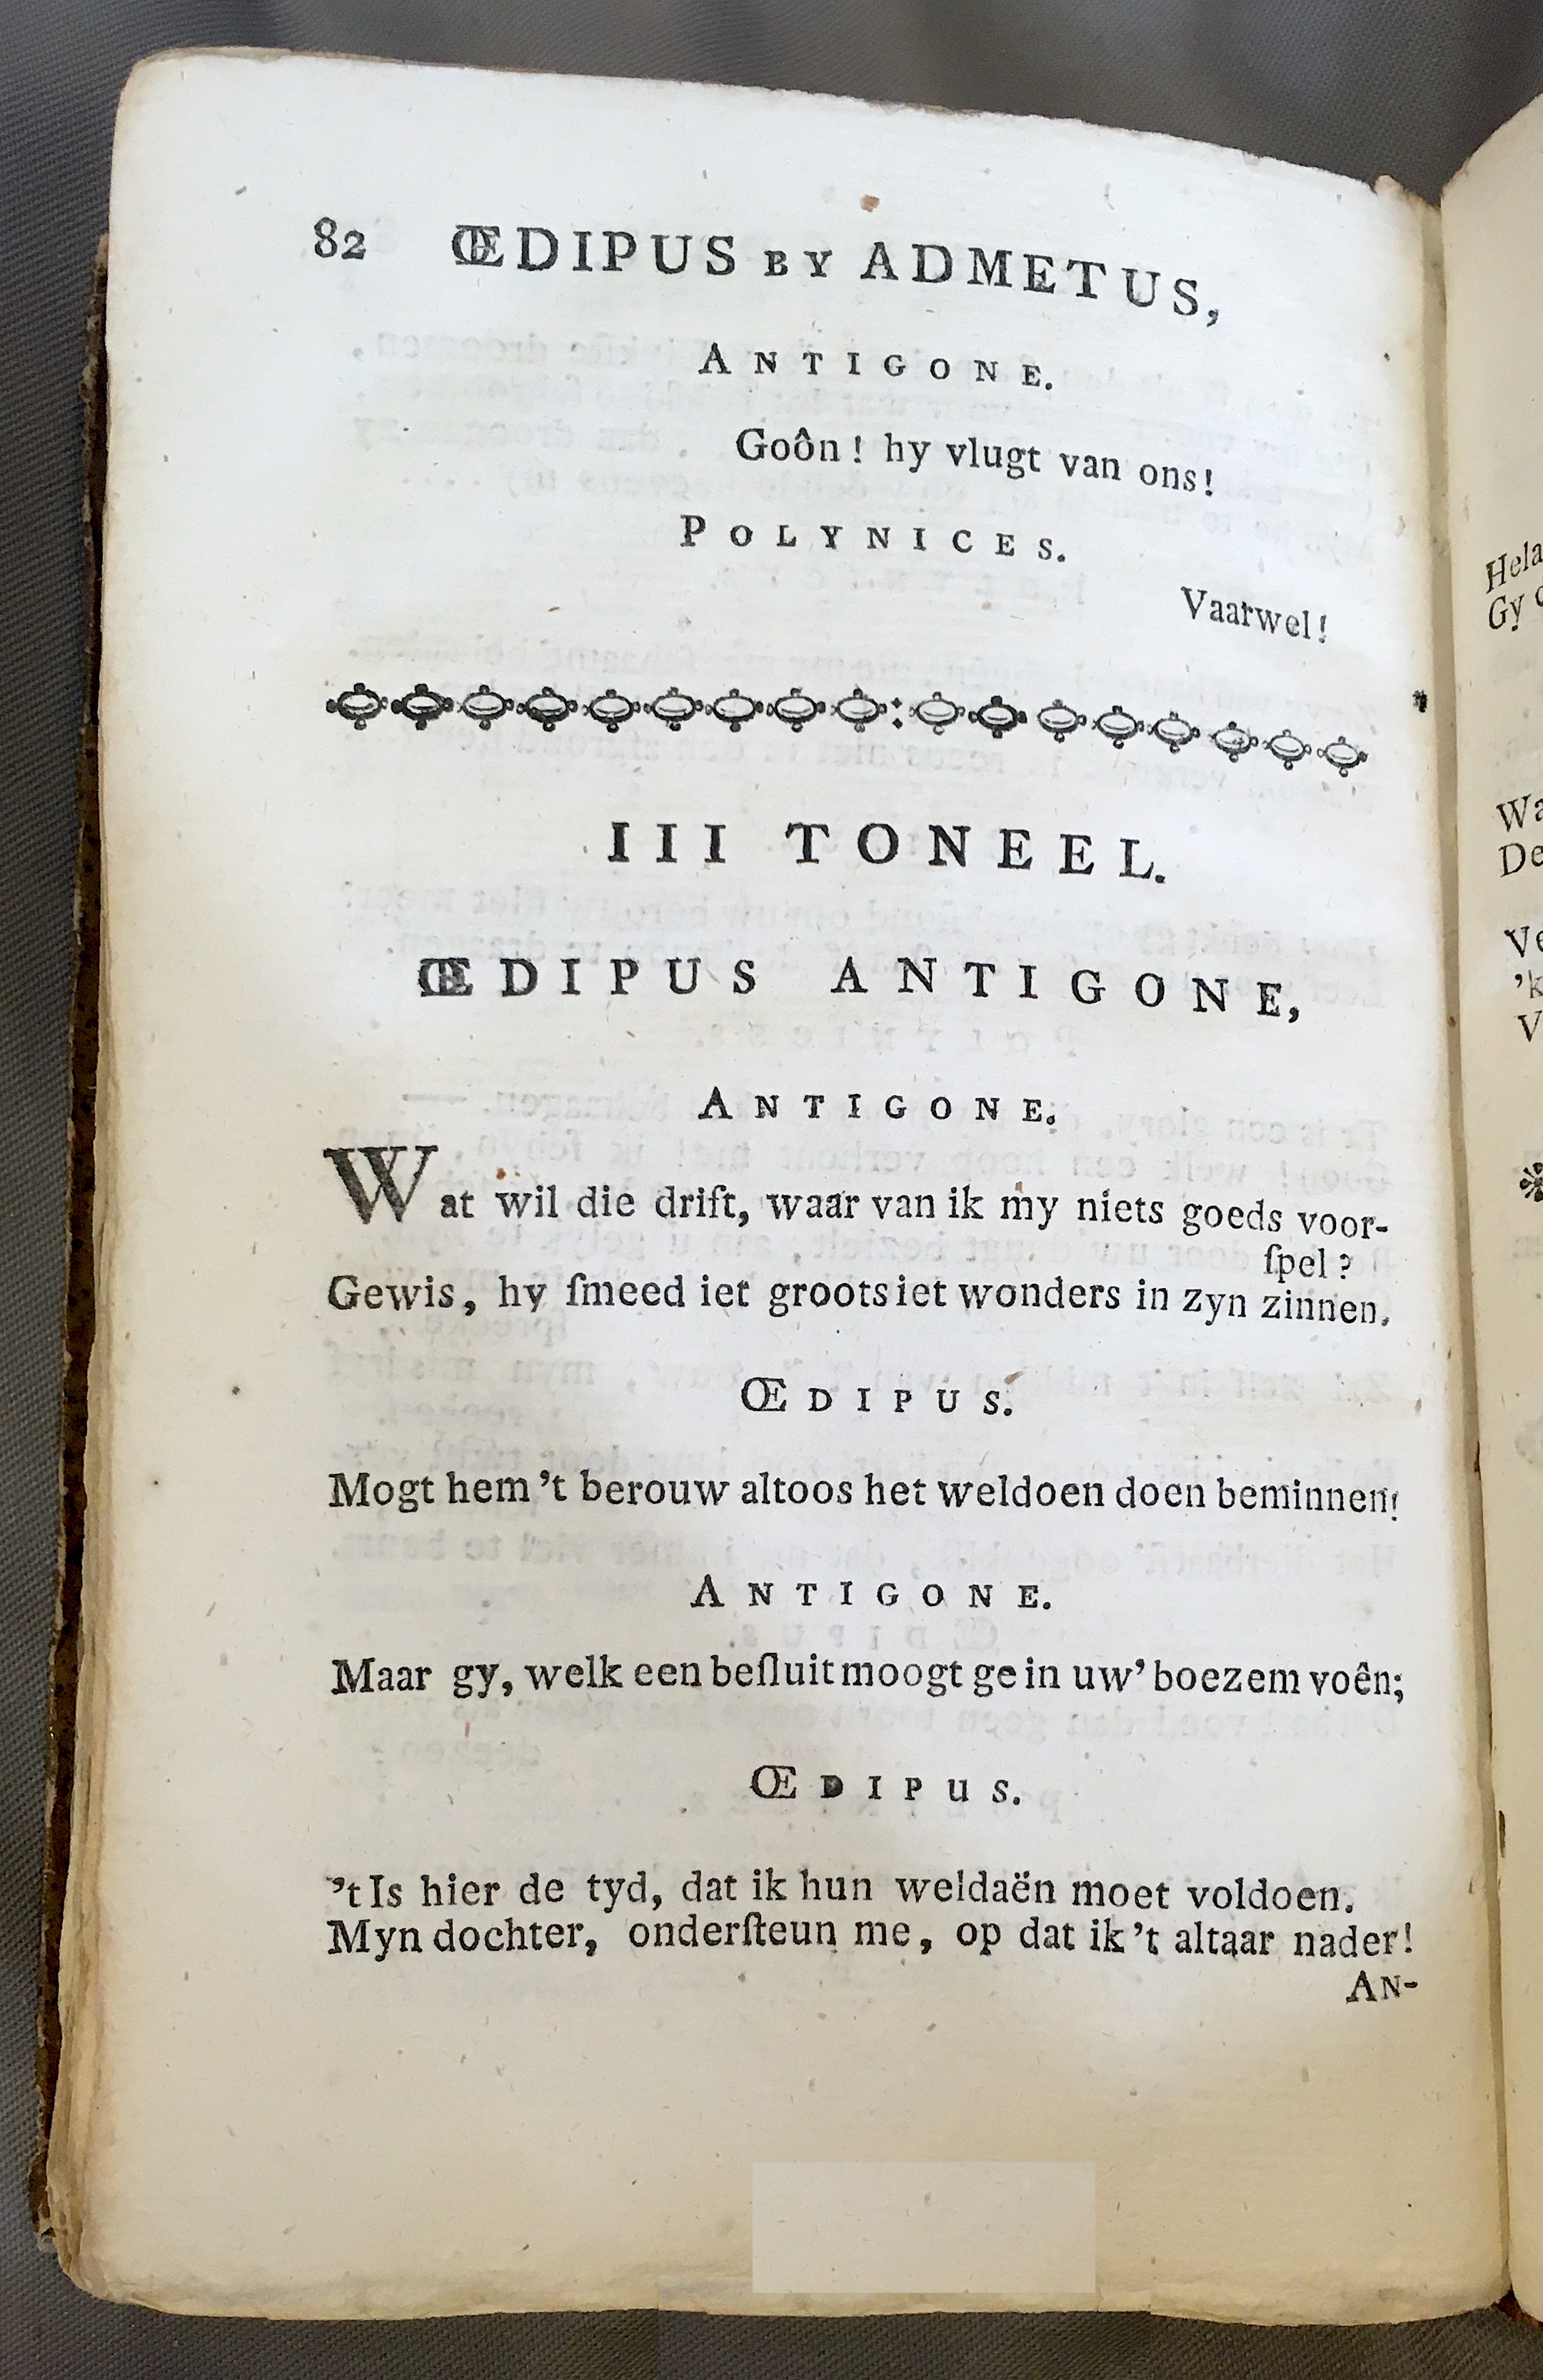 82 ŒDIPUS BY ADMETUS,
ANTIGONE.
Goôn! hy vlugt van ons!
POLYNICES.
Vaarwel!
III TONEEL.
ŒDIPUS ANTIGONE,
ANTIGONE.
Wat wil die drift, waar van ik my niets goeds voor-
ſpel?
Gewis, hy ſmeed iet groots iet wonders in zyn zinnen.
ŒDIPUS.
Mogt hem 't berouw altoos het weldoen doen beminnen!
ANTIGONE.
Maar gy, welk een beſluit moogt ge in uw' boezem voên;
ŒDIPUS.
't Is hier de tyd, dat ik hun weldaën moet voldoen.
Myn dochter, onderſteun me, op dat ik 't altaar nader!
AN-
Gy
De
'k